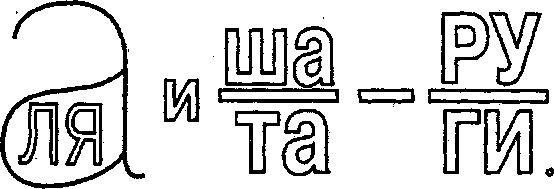 а ша РУ
ля и — — —
та ги.